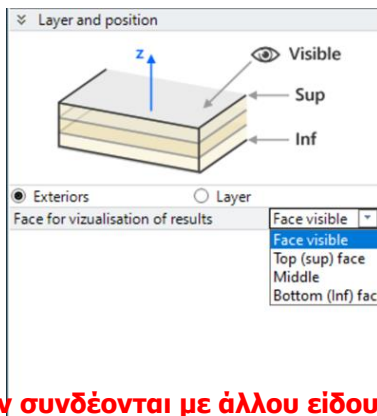 Layer and position
z
Visible
Sup
Inf
Exteriors
Layer
Face for vizualisation of results
Face visible
Face visible
Top (sup) face
Middle
Bottom (Inf) fac
ν συνδέονται με άλλου είδου